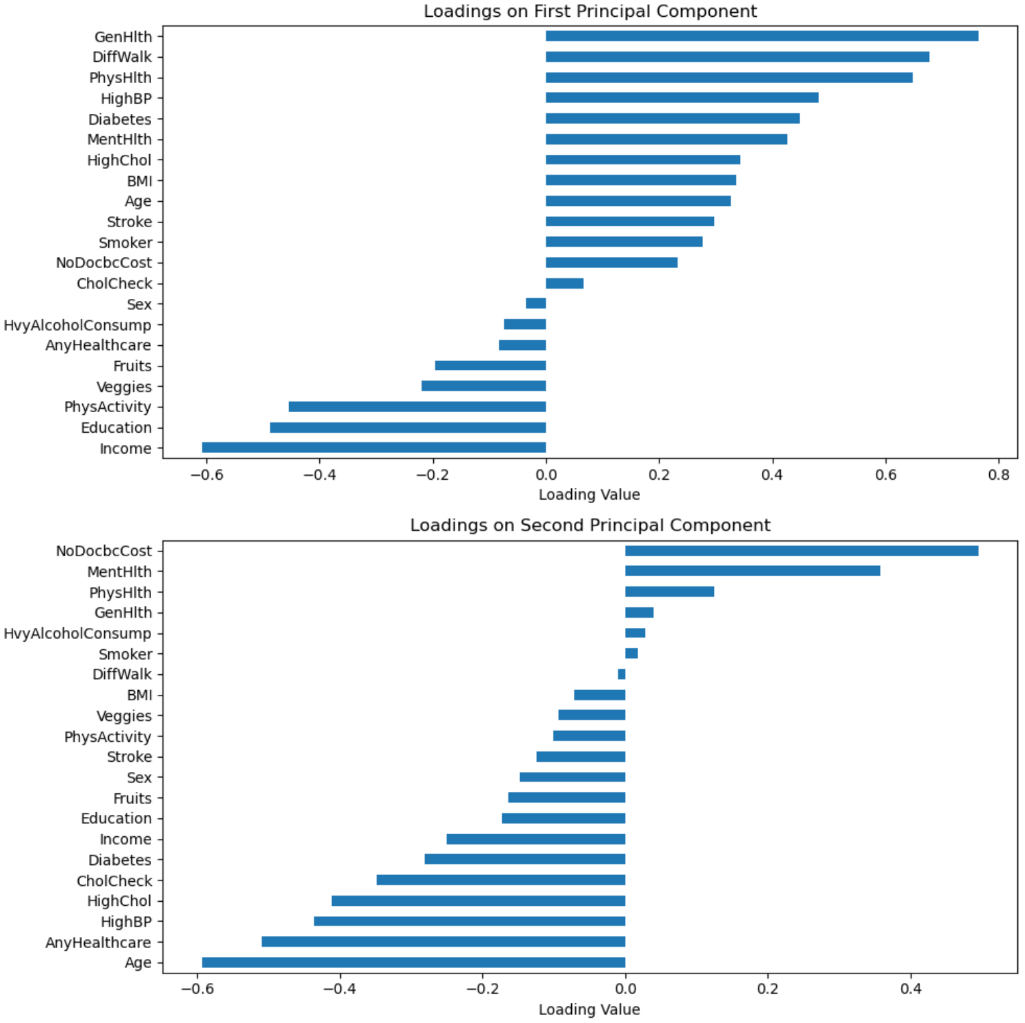 Loadings on First Principal Component
GenHlth
DiffWalk
PhysHlth
HighBP
Diabetes
MentHlth
HighChol
BMI
Age
Stroke
Smoker
NoDocbcCost
CholCheck
Sex
HvyAlcoholConsump
AnyHealthcare
Fruits
Veggies
PhysActivity
Education
Income
−0.6 −0.4 −0.2 0.0 0.2 0.4 0.6 0.8
Loading Value
Loadings on Second Principal Component
NoDocbcCost
MentHlth
PhysHlth
GenHlth
HvyAlcoholConsump
Smoker
DiffWalk
BMI
Veggies
PhysActivity
Stroke
Sex
Fruits
Education
Income
Diabetes
CholCheck
HighChol
HighBP
AnyHealthcare
Age
−0.6 −0.4 −0.2 0.0 0.2 0.4
Loading Value